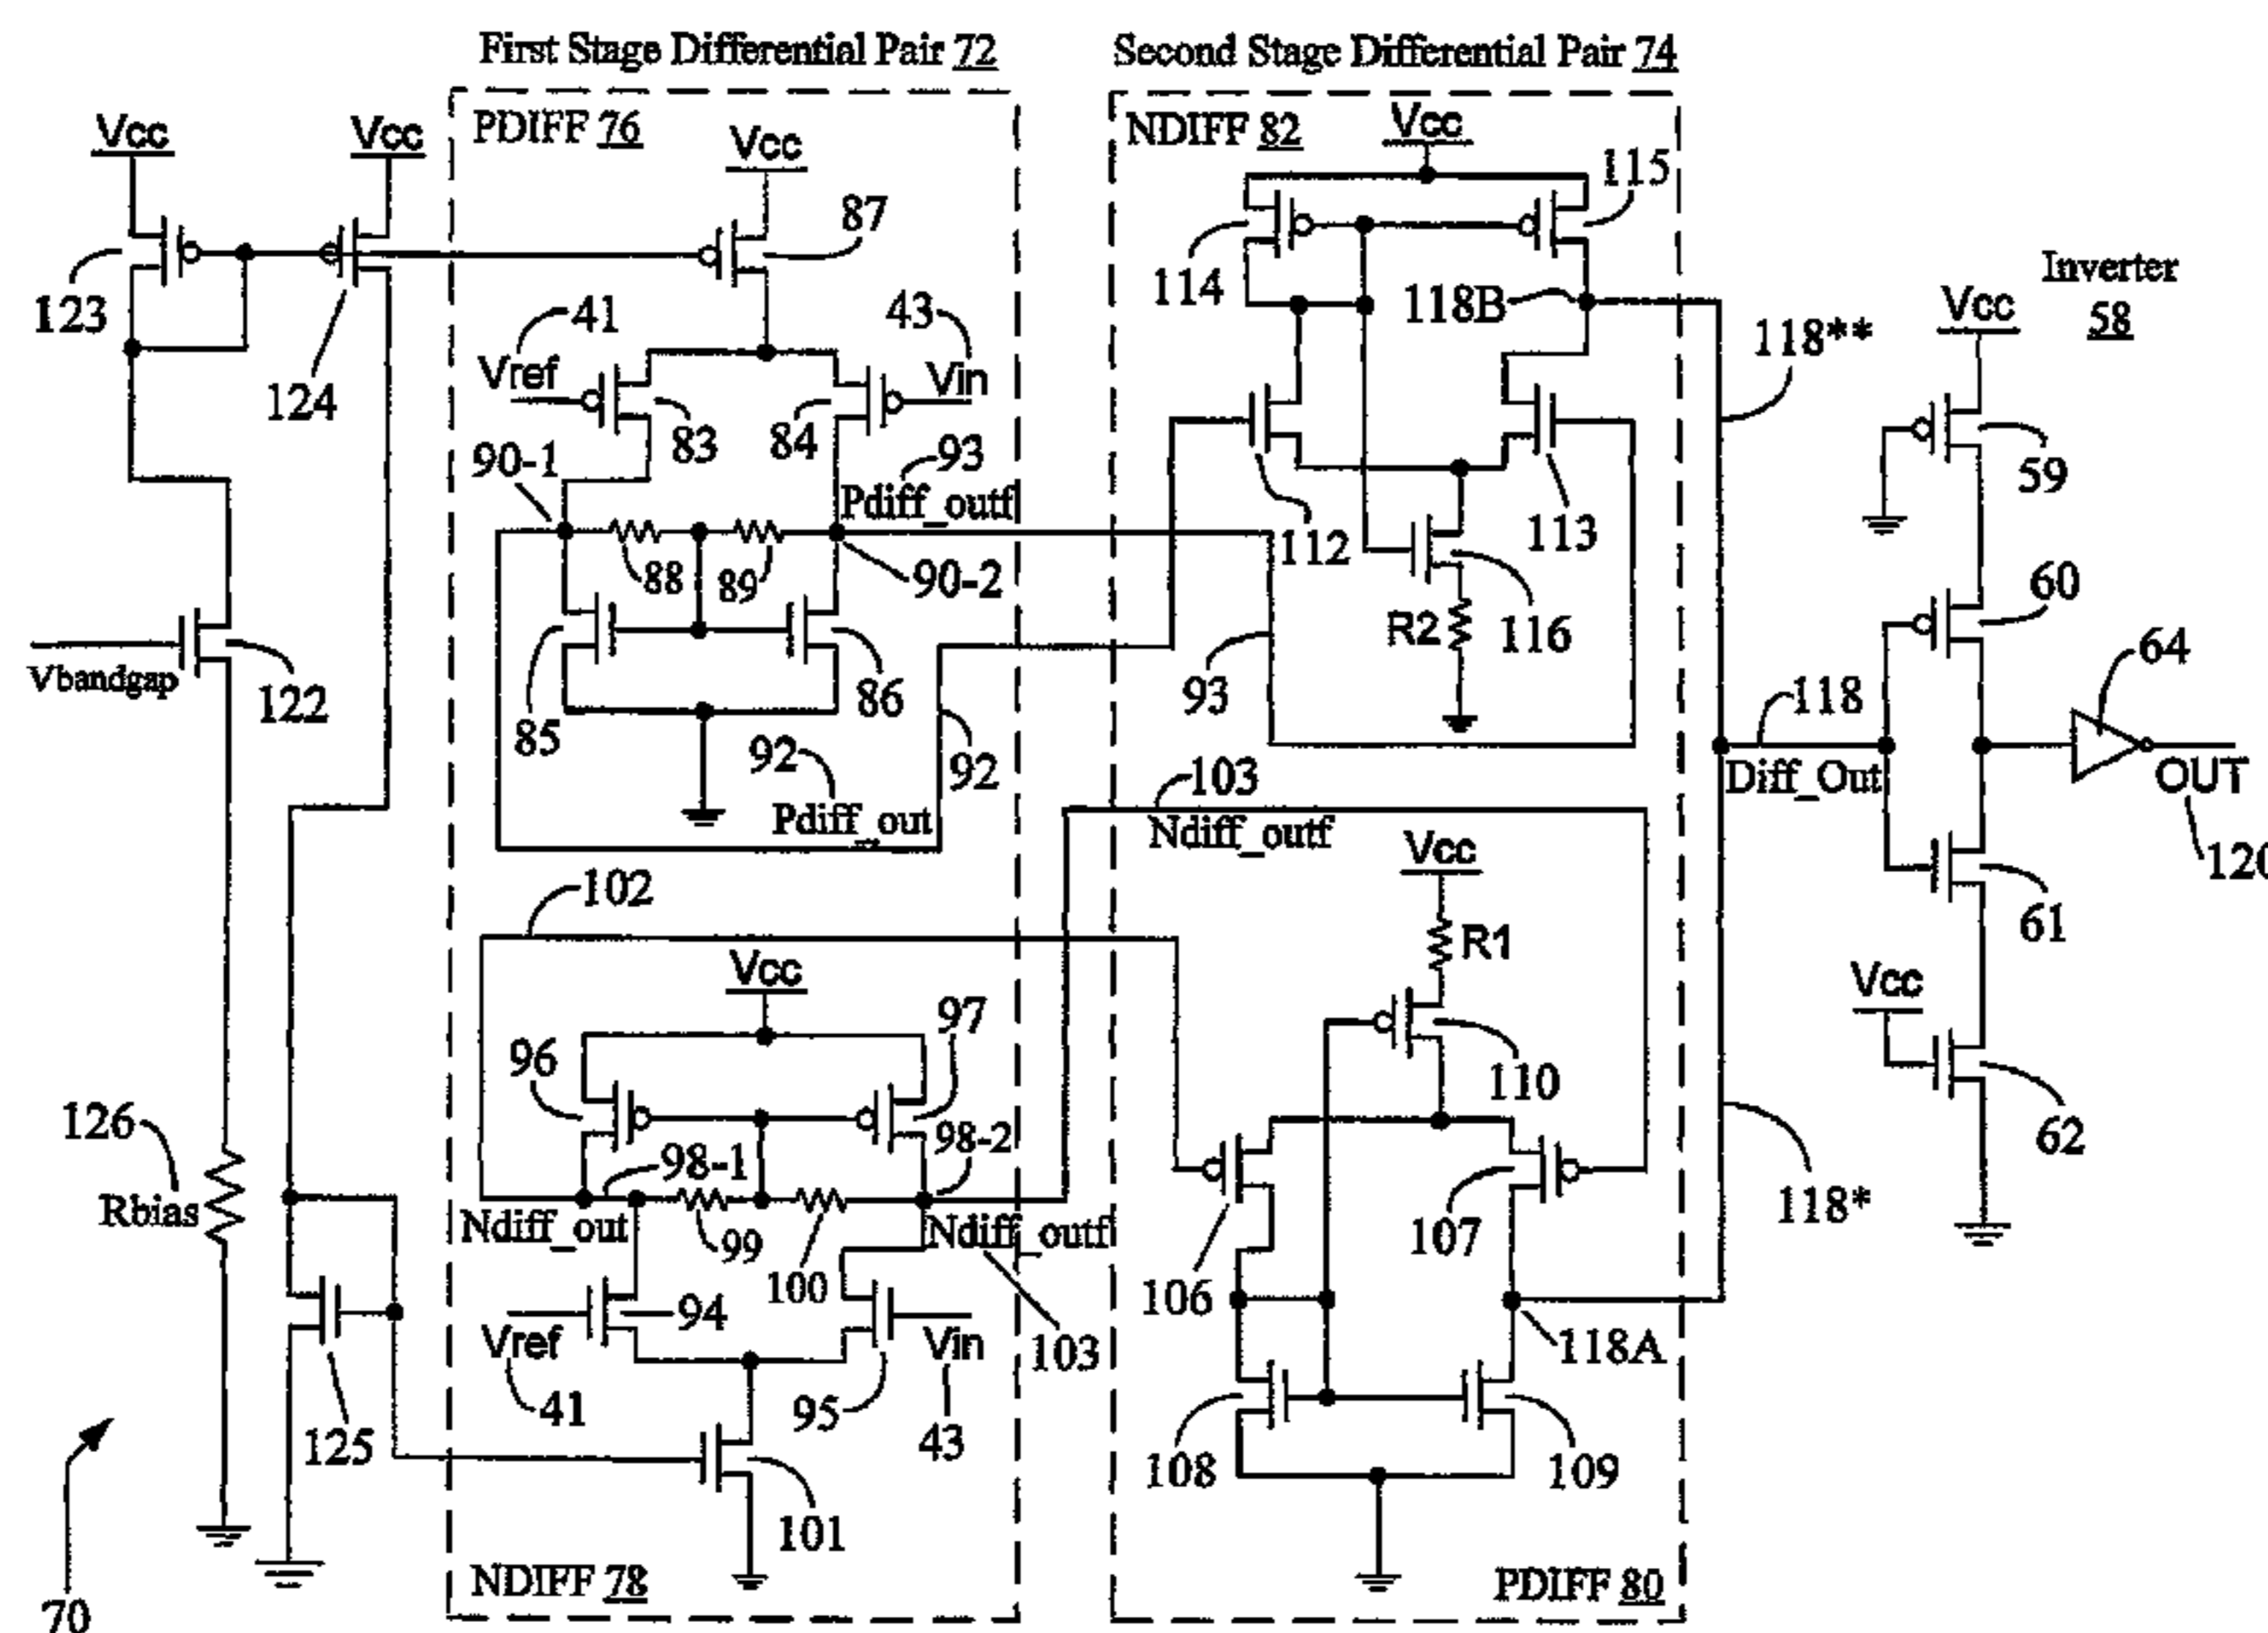 First Stage Differential Pair 72
Second Stage Differential Pair 74
Vcc
Vcc
PDIFF 76
Vcc
87
NDIFF 82
Vcc
115
Inverter
58
123
124
41
Vref
43
Vin
114
118B
118**
Vcc
83
84
90-1
93
Pdiff_outf
59
88
89
90-2
112
113
Vbandgap
122
85
86
R2
116
60
64
92
Pdiff_out
92
93
118
Diff_Out
OUT
120
103
Ndiff_outf
102
Vcc
R1
61
Vcc
Vcc
96
97
110
62
126
Rbias
98-1
98-2
Ndiff_out
99
100
Ndiff_outf
103
106
107
118*
94
Vref
41
95
Vin
43
118A
125
101
108
109
70
NDIFF 78
PDIFF 80